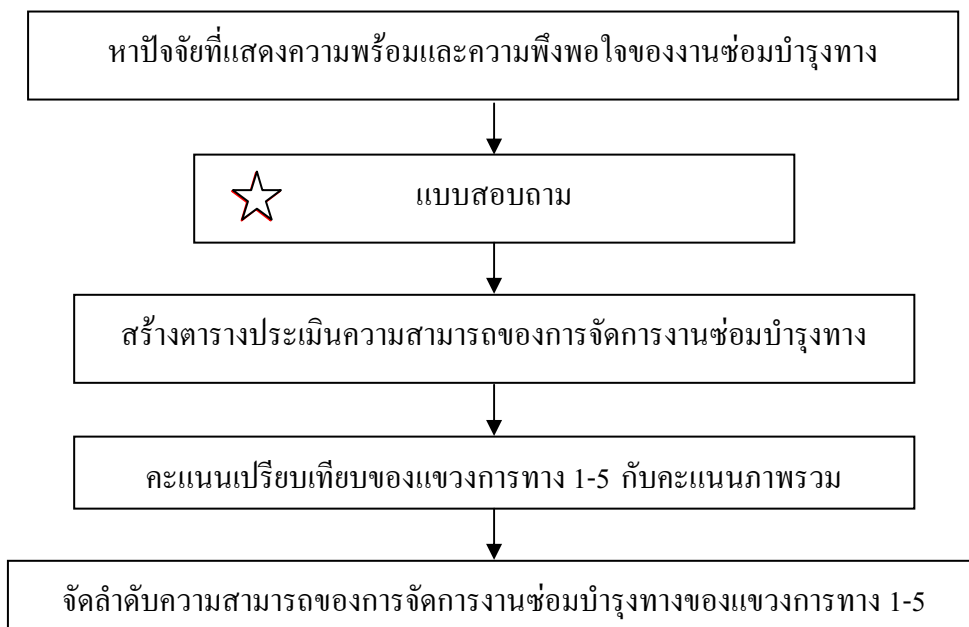 หาปัจจัยที่แสดงความพร้อมและความพึงพอใจของงานซ่อมบำรุงทาง
แบบสอบถาม
สร้างตารางประเมินความสามารถของการจัดการงานซ่อมบำรุงทาง
คะแนนเปรียบเทียบของแขวงการทาง 1-5 กับคะแนนภาพรวม
จัดลำดับความสามารถของการจัดการงานซ่อมบำรุงทางของแขวงการทาง 1-5